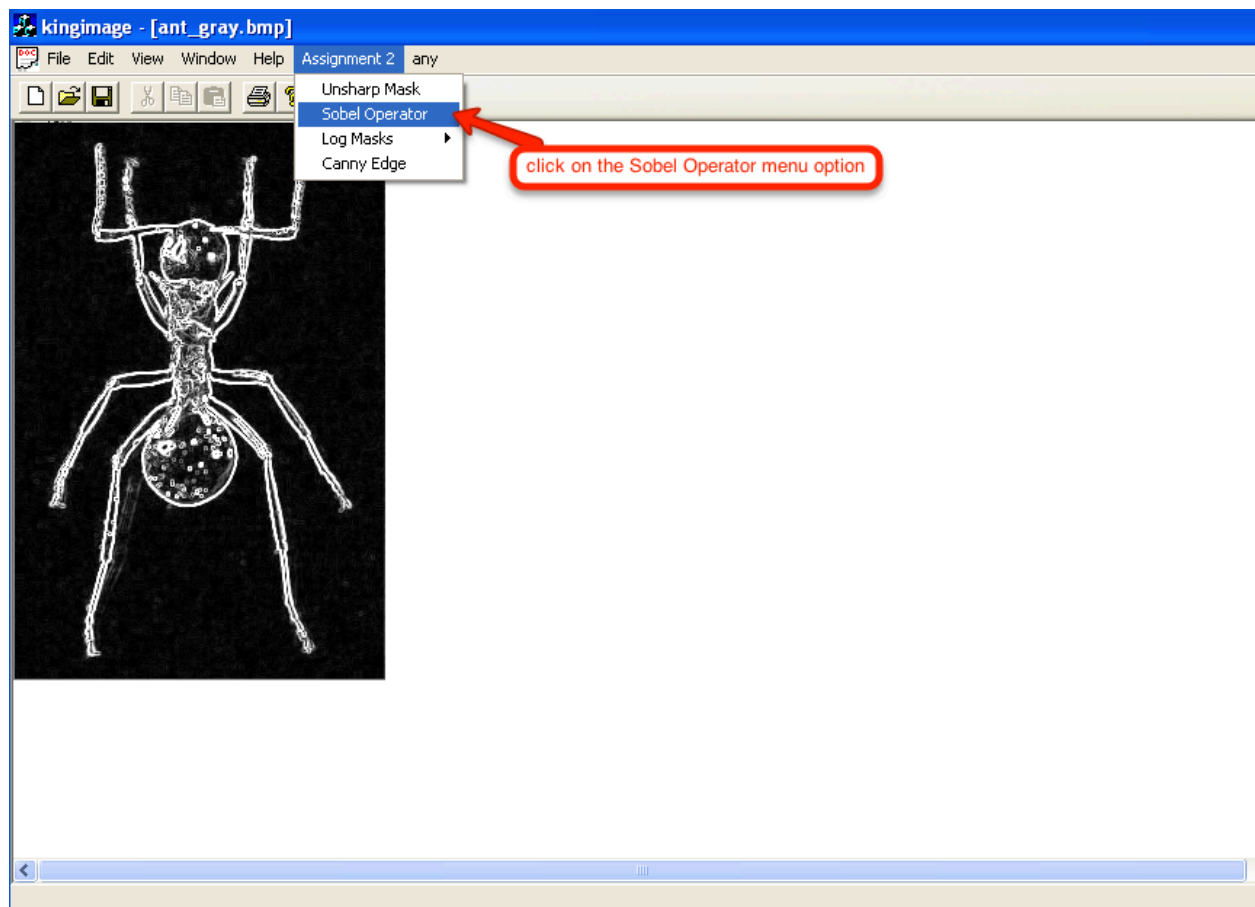 kingimage - [ant_gray.bmp]
File Edit View Window Help Assignment 2 any
Unsharp Mask
Sobel Operator
Log Masks
Canny Edge
click on the Sobel Operator menu option